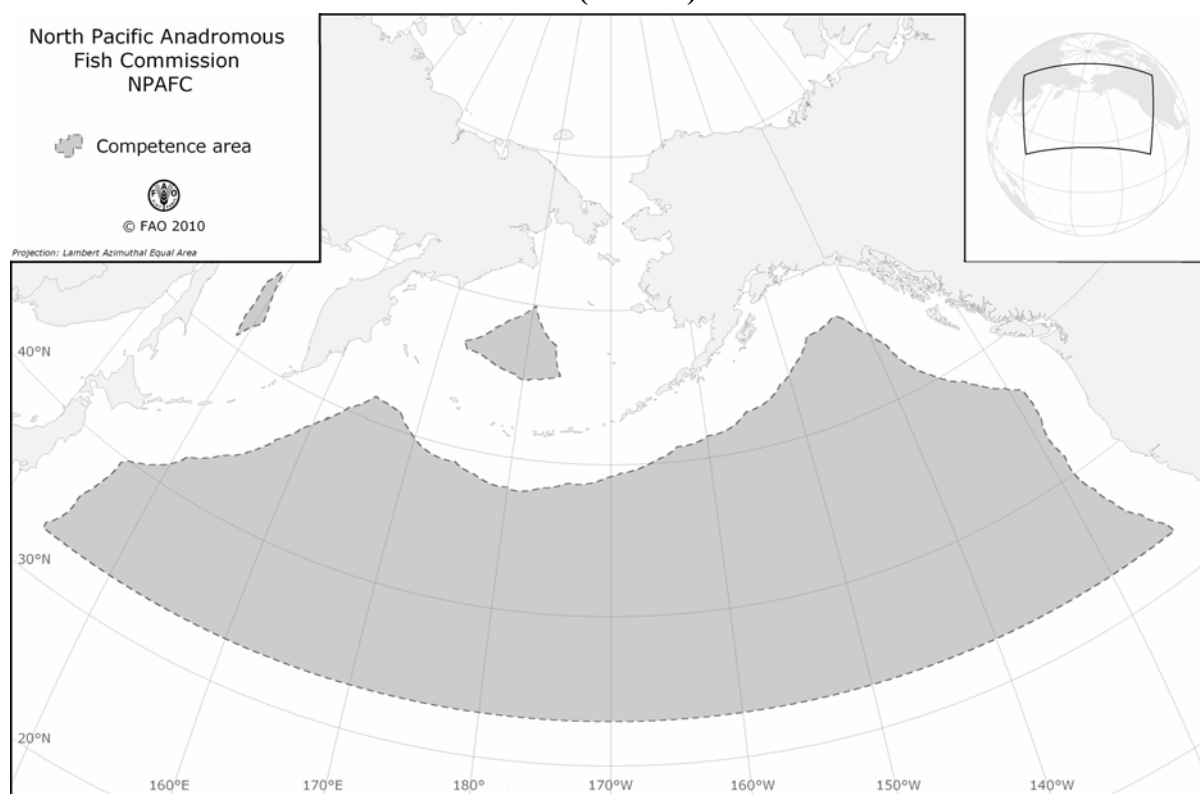 North Pacific Anadromous
Fish Commission
NPAFC
Competence area
FAO
© FAO 2010
Projection: Lambert Azimuthal Equal Area
40°N
30°N
20°N
160°E
170°E
180°
170°W
160°W
150°W
140°W